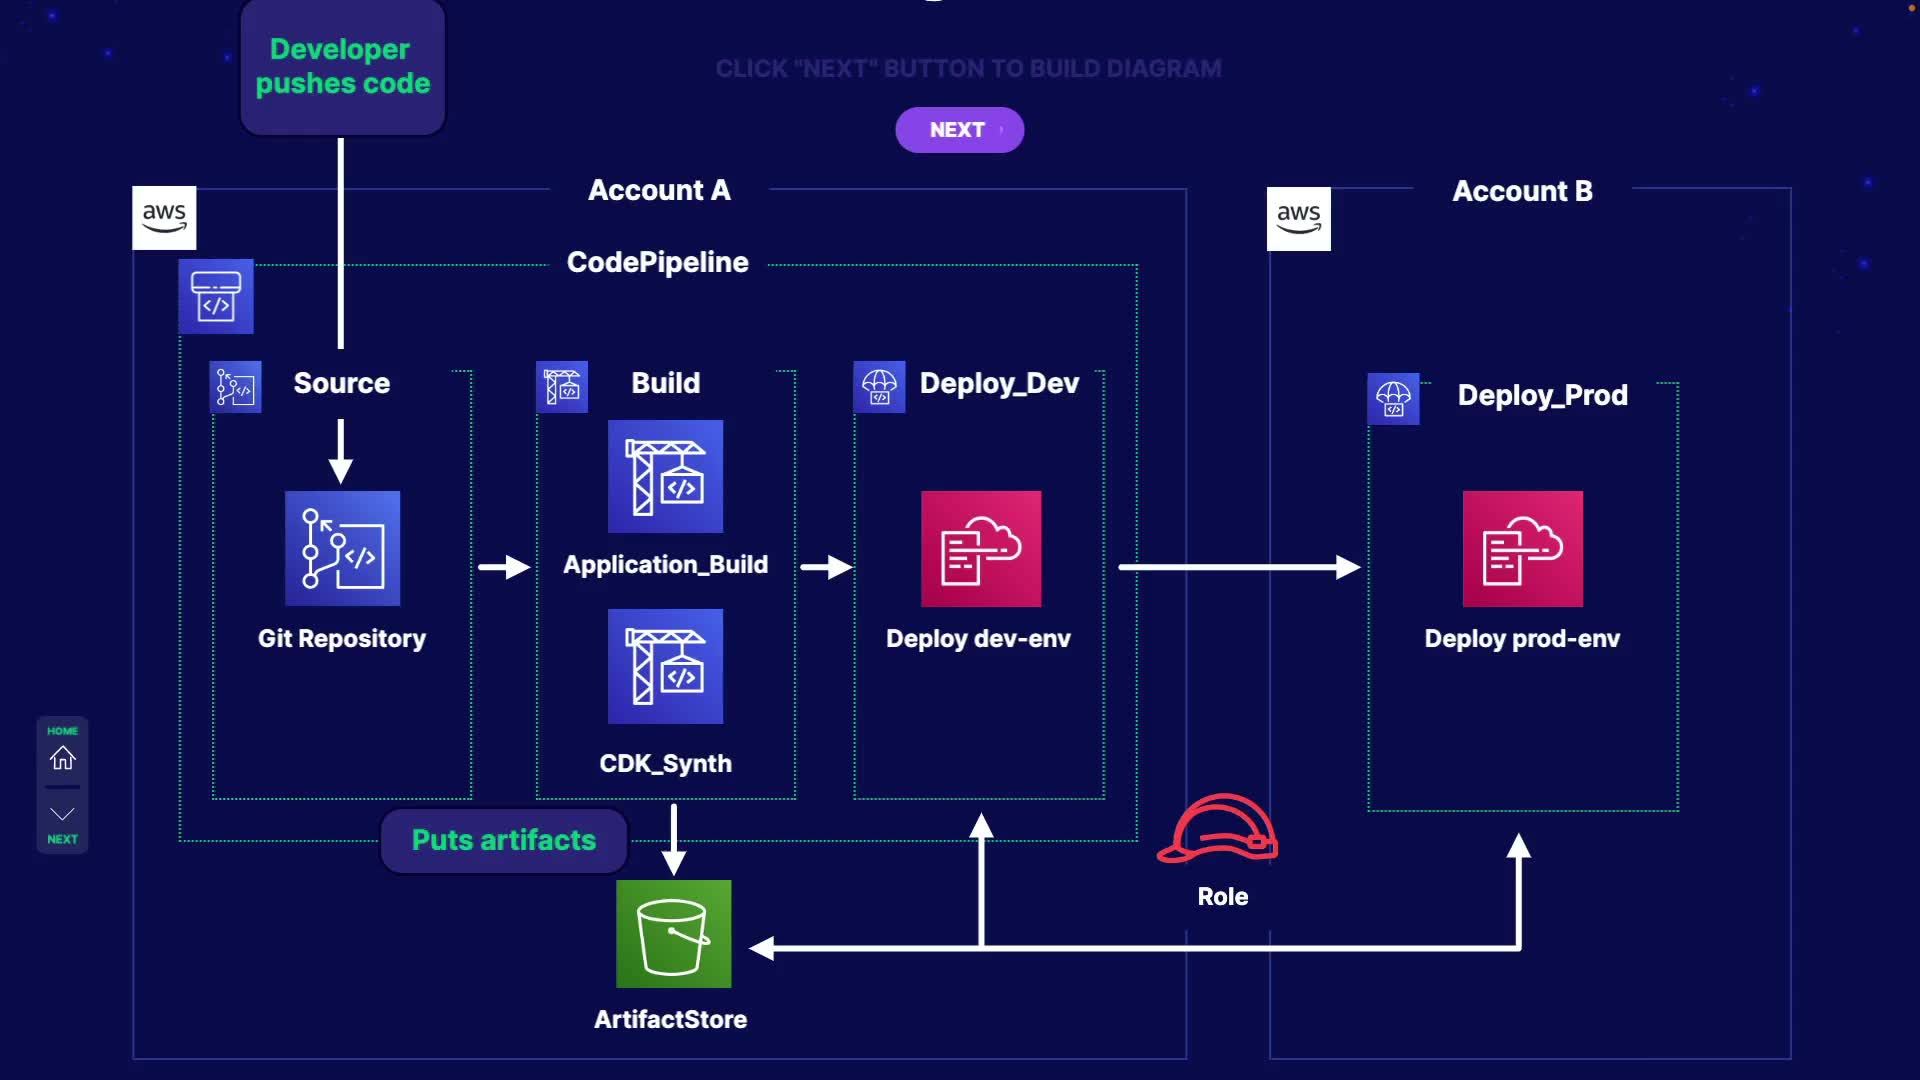 Developer
pushes code
CLICK "NEXT" BUTTON TO BUILD DIAGRAM
NEXT
aws
Account A
aws
Account B
CodePipeline
Source
Build
Deploy_Dev
Deploy_Prod
Application_Build
Git Repository
Deploy dev-env
Deploy prod-env
HOME
NEXT
CDK_Synth
Puts artifacts
Role
ArtifactStore